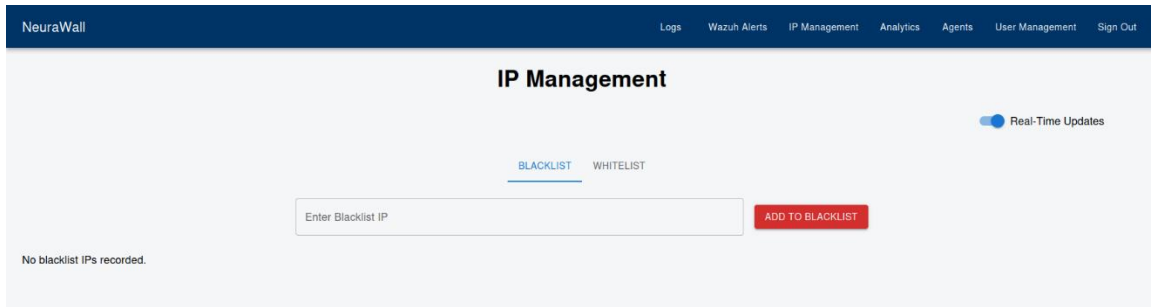 NeuraWall Logs Wazuh Alerts IP Management Analytics Agents User Management Sign Out
IP Management
Real-Time Updates
BLACKLIST WHITELIST
Enter Blacklist IP ADD TO BLACKLIST
No blacklist IPs recorded.